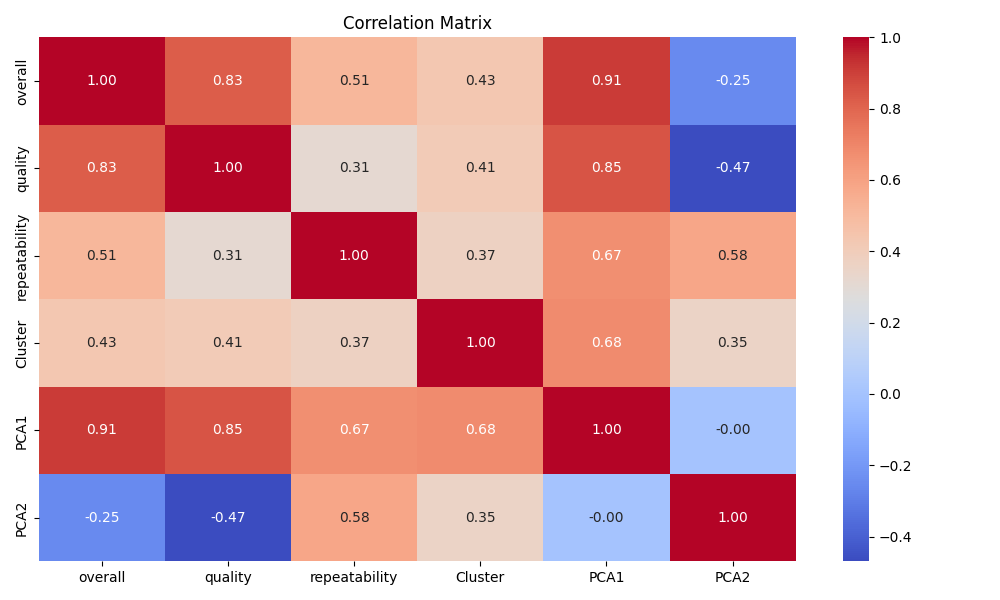 Correlation Matrix
overall 1.00 0.83 0.51 0.43 0.91 -0.25
quality 0.83 1.00 0.31 0.41 0.85 -0.47
repeatability 0.51 0.31 1.00 0.37 0.67 0.58
Cluster 0.43 0.41 0.37 1.00 0.68 0.35
PCA1 0.91 0.85 0.67 0.68 1.00 -0.00
PCA2 -0.25 -0.47 0.58 0.35 -0.00 1.00
overall quality repeatability Cluster PCA1 PCA2
1.0
0.8
0.6
0.4
0.2
0.0
−0.2
−0.4